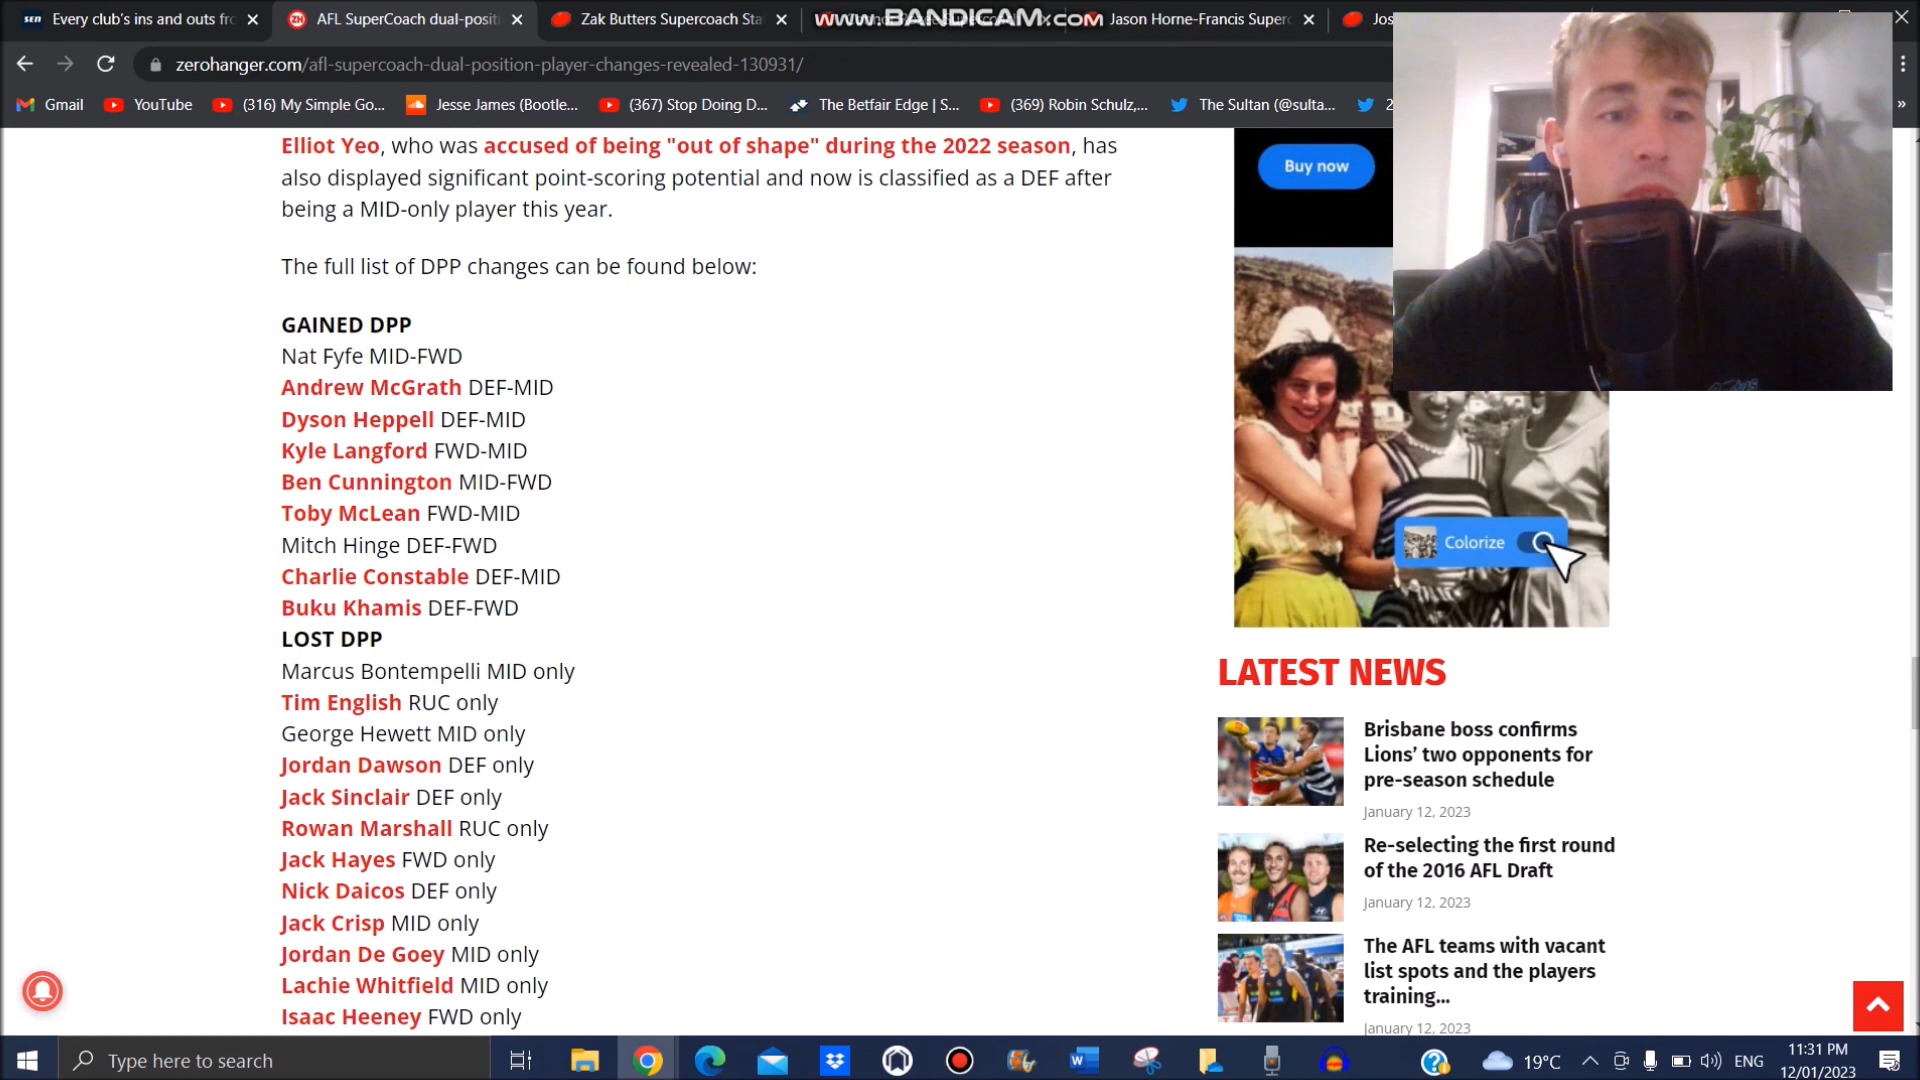 Every club's ins and outs fro
AFL SuperCoach dual-positi
Zak Butters Supercoach Sta
www.BANDICAM.com
Jason Horne-Francis Superc
Jos
zerohanger.com/afl-supercoach-dual-position-player-changes-revealed-130931/
Gmail
YouTube
(316) My Simple Go...
Jesse James (Bootle...
(367) Stop Doing D...
The Betfair Edge | S...
(369) Robin Schulz,...
The Sultan (@sulta...
2
»
Elliot Yeo, who was accused of being "out of shape" during the 2022 season, has
also displayed significant point-scoring potential and now is classified as a DEF after
being a MID-only player this year.
The full list of DPP changes can be found below:
GAINED DPP
Nat Fyfe MID-FWD
Andrew McGrath DEF-MID
Dyson Heppell DEF-MID
Kyle Langford FWD-MID
Ben Cunnington MID-FWD
Toby McLean FWD-MID
Mitch Hinge DEF-FWD
Charlie Constable DEF-MID
Buku Khamis DEF-FWD
LOST DPP
Marcus Bontempelli MID only
Tim English RUC only
George Hewett MID only
Jordan Dawson DEF only
Jack Sinclair DEF only
Rowan Marshall RUC only
Jack Hayes FWD only
Nick Daicos DEF only
Jack Crisp MID only
Jordan De Goey MID only
Lachie Whitfield MID only
Isaac Heeney FWD only
Buy now
Colorize
LATEST NEWS
Brisbane boss confirms
Lions' two opponents for
pre-season schedule
January 12, 2023
Re-selecting the first round
of the 2016 AFL Draft
January 12, 2023
The AFL teams with vacant
list spots and the players
training...
January 12, 2023
Type here to search
19°C
ENG
11:31 PM
12/01/2023